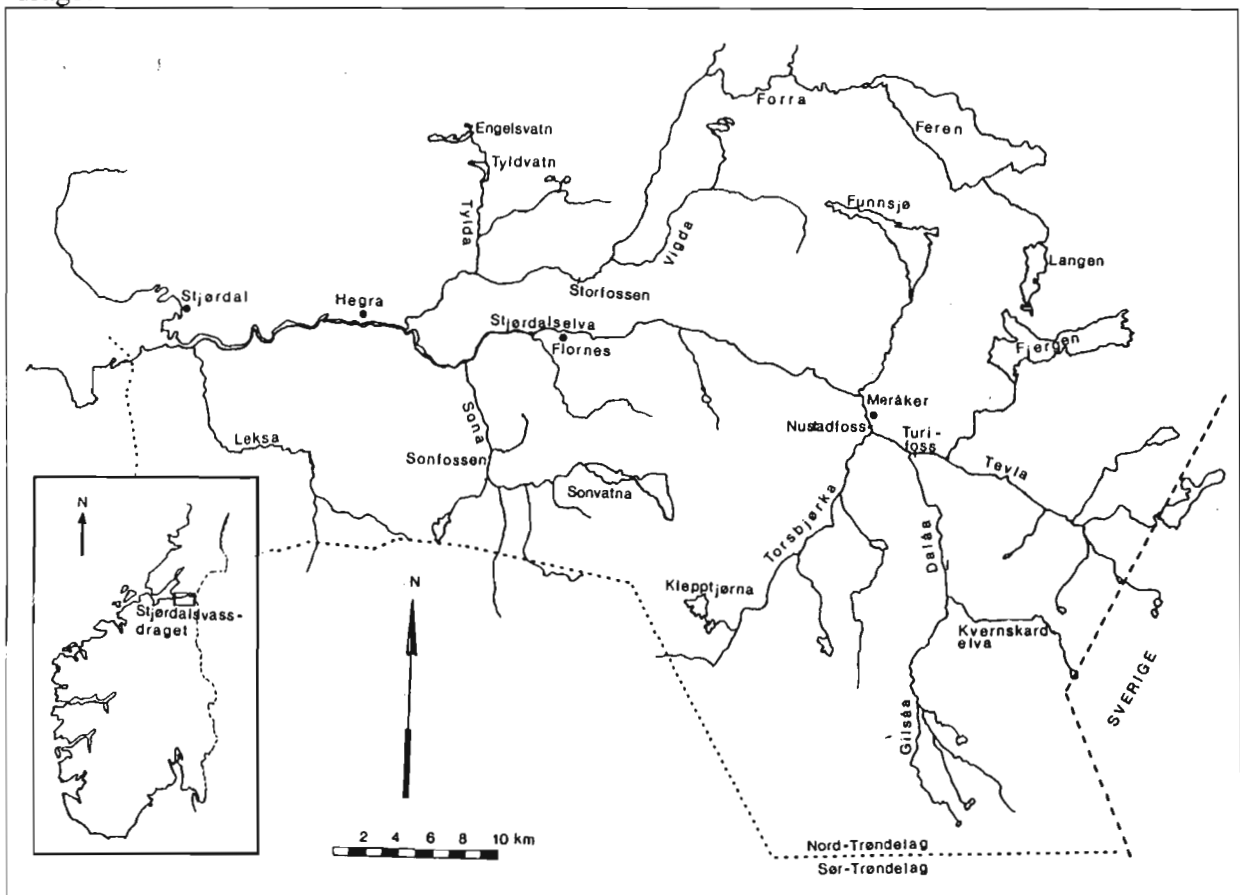 Forra
Feren
Engelsvatn
Tyldvatn
Tylda
Vigda
Funnsjø
Langen
Stjørdal
Hegra
Storfossen
Stjørdalselva
Flornes
Fjergen
Meråker
Nustadfoss
Turi-
foss
Tevla
Leksa
Sona
Sonfossen
Sonvatna
Torsbjørka
Dalåa
Klepptjørna
Kvernskard
elva
Gilsåa
SVERIGE
N
Stjørdalsvass-
draget
N
2 4 6 8 10 km
Nord-Trøndelag
Sør-Trøndelag